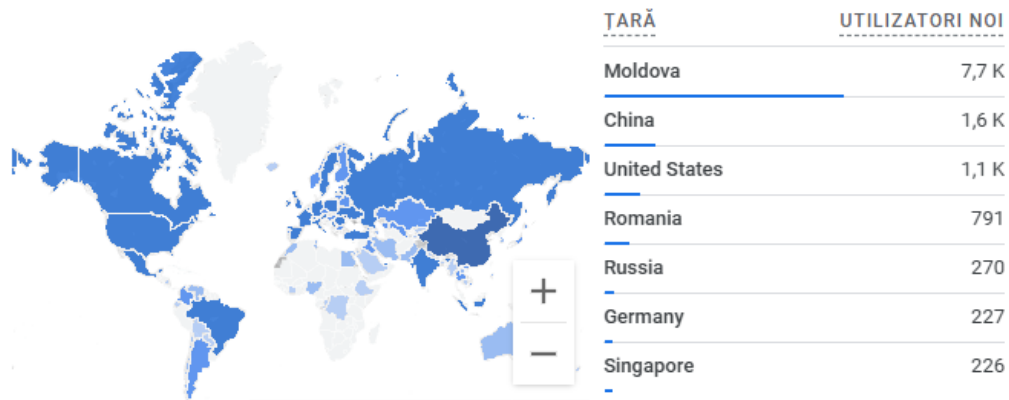 ȚARĂ UTILIZATORI NOI
Moldova 7,7 K
China 1,6 K
United States 1,1 K
Romania 791
Russia 270
Germany 227
Singapore 226